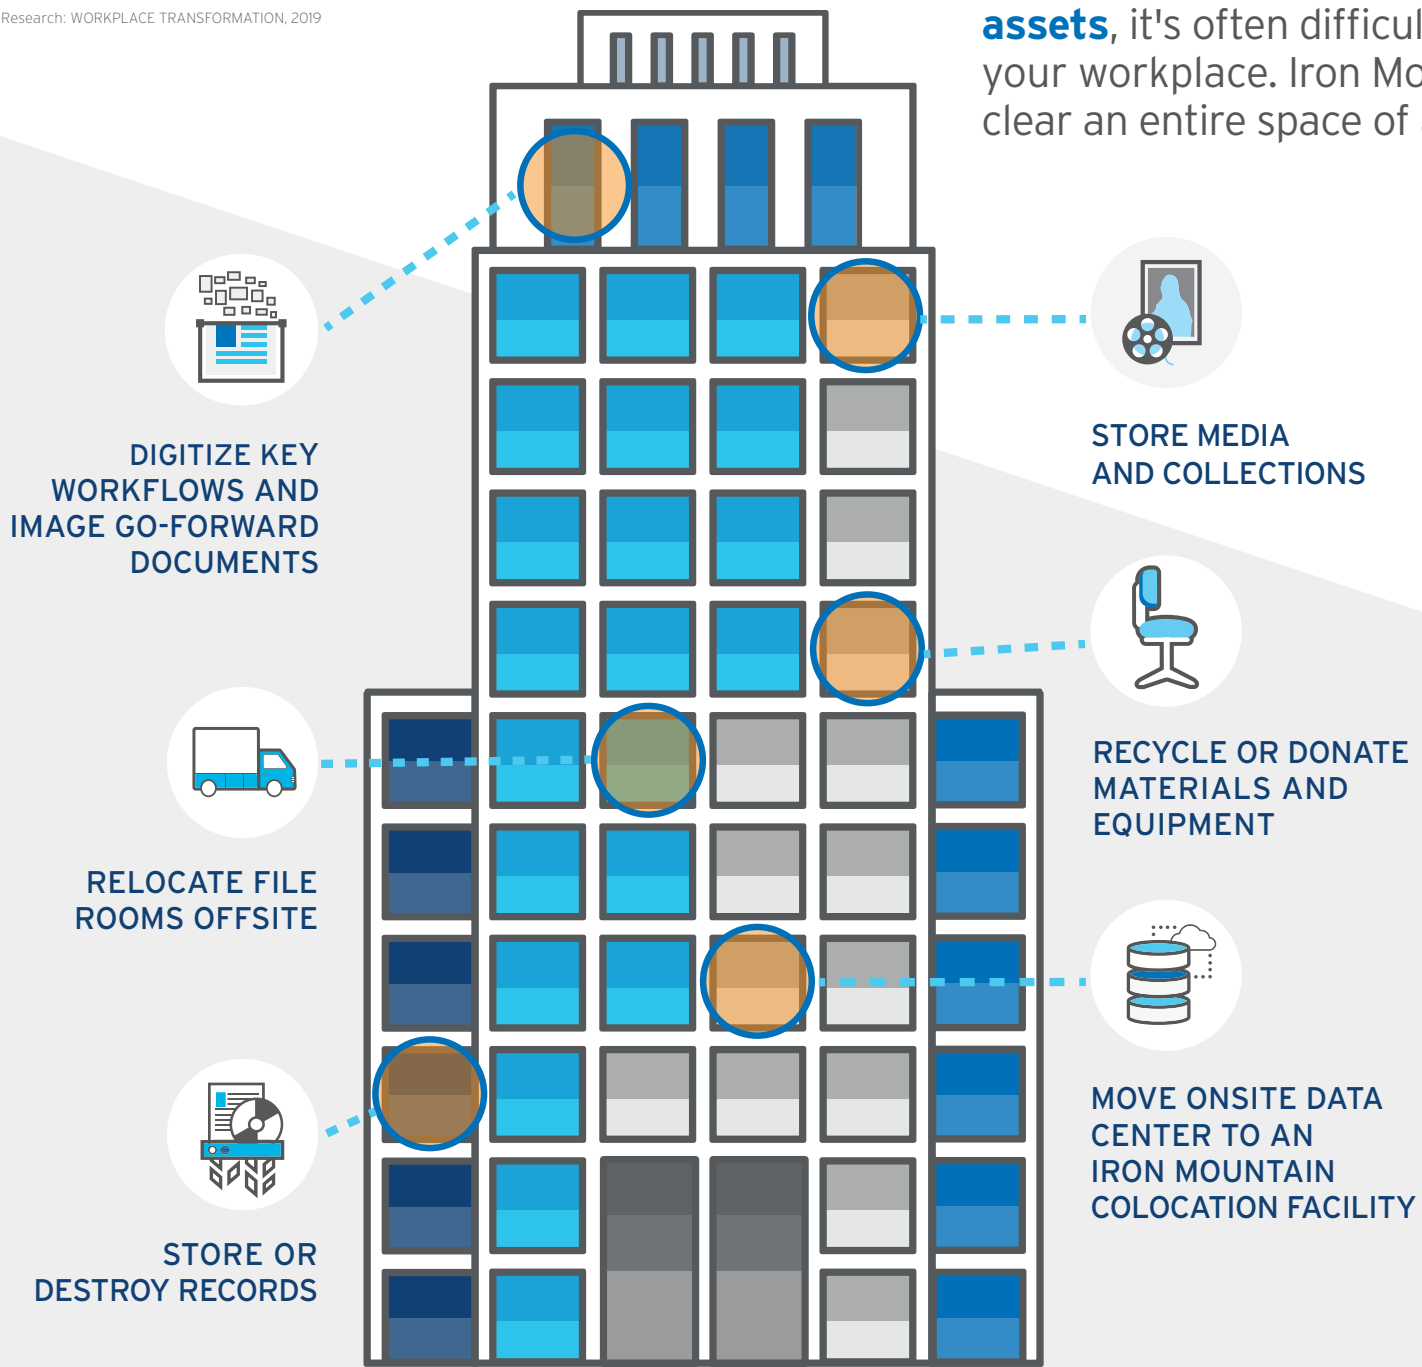 Research: WORKPLACE TRANSFORMATION, 2019
assets, it's often
your workplace. Iron
clear an entire space of
DIGITIZE KEY
WORKFLOWS AND
IMAGE GO-FORWARD
DOCUMENTS
STORE MEDIA
AND COLLECTIONS
RELOCATE FILE
ROOMS OFFSITE
RECYCLE OR DONATE
MATERIALS AND
EQUIPMENT
STORE OR
DESTROY RECORDS
MOVE ONSITE DATA
CENTER TO AN
IRON MOUNTAIN
COLOCATION FACILITY